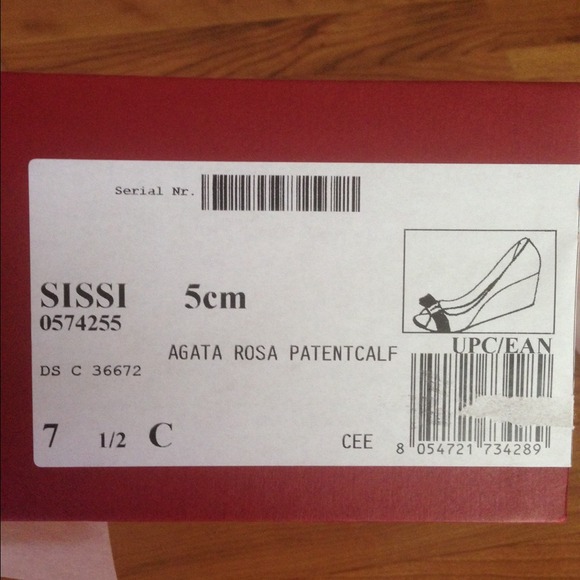 Serial Nr.
SISSI 5cm
0574255
UPC/EAN
AGATA ROSA PATENTCALF
DS C 36672
7 1/2 C CEE 8 054721 734289